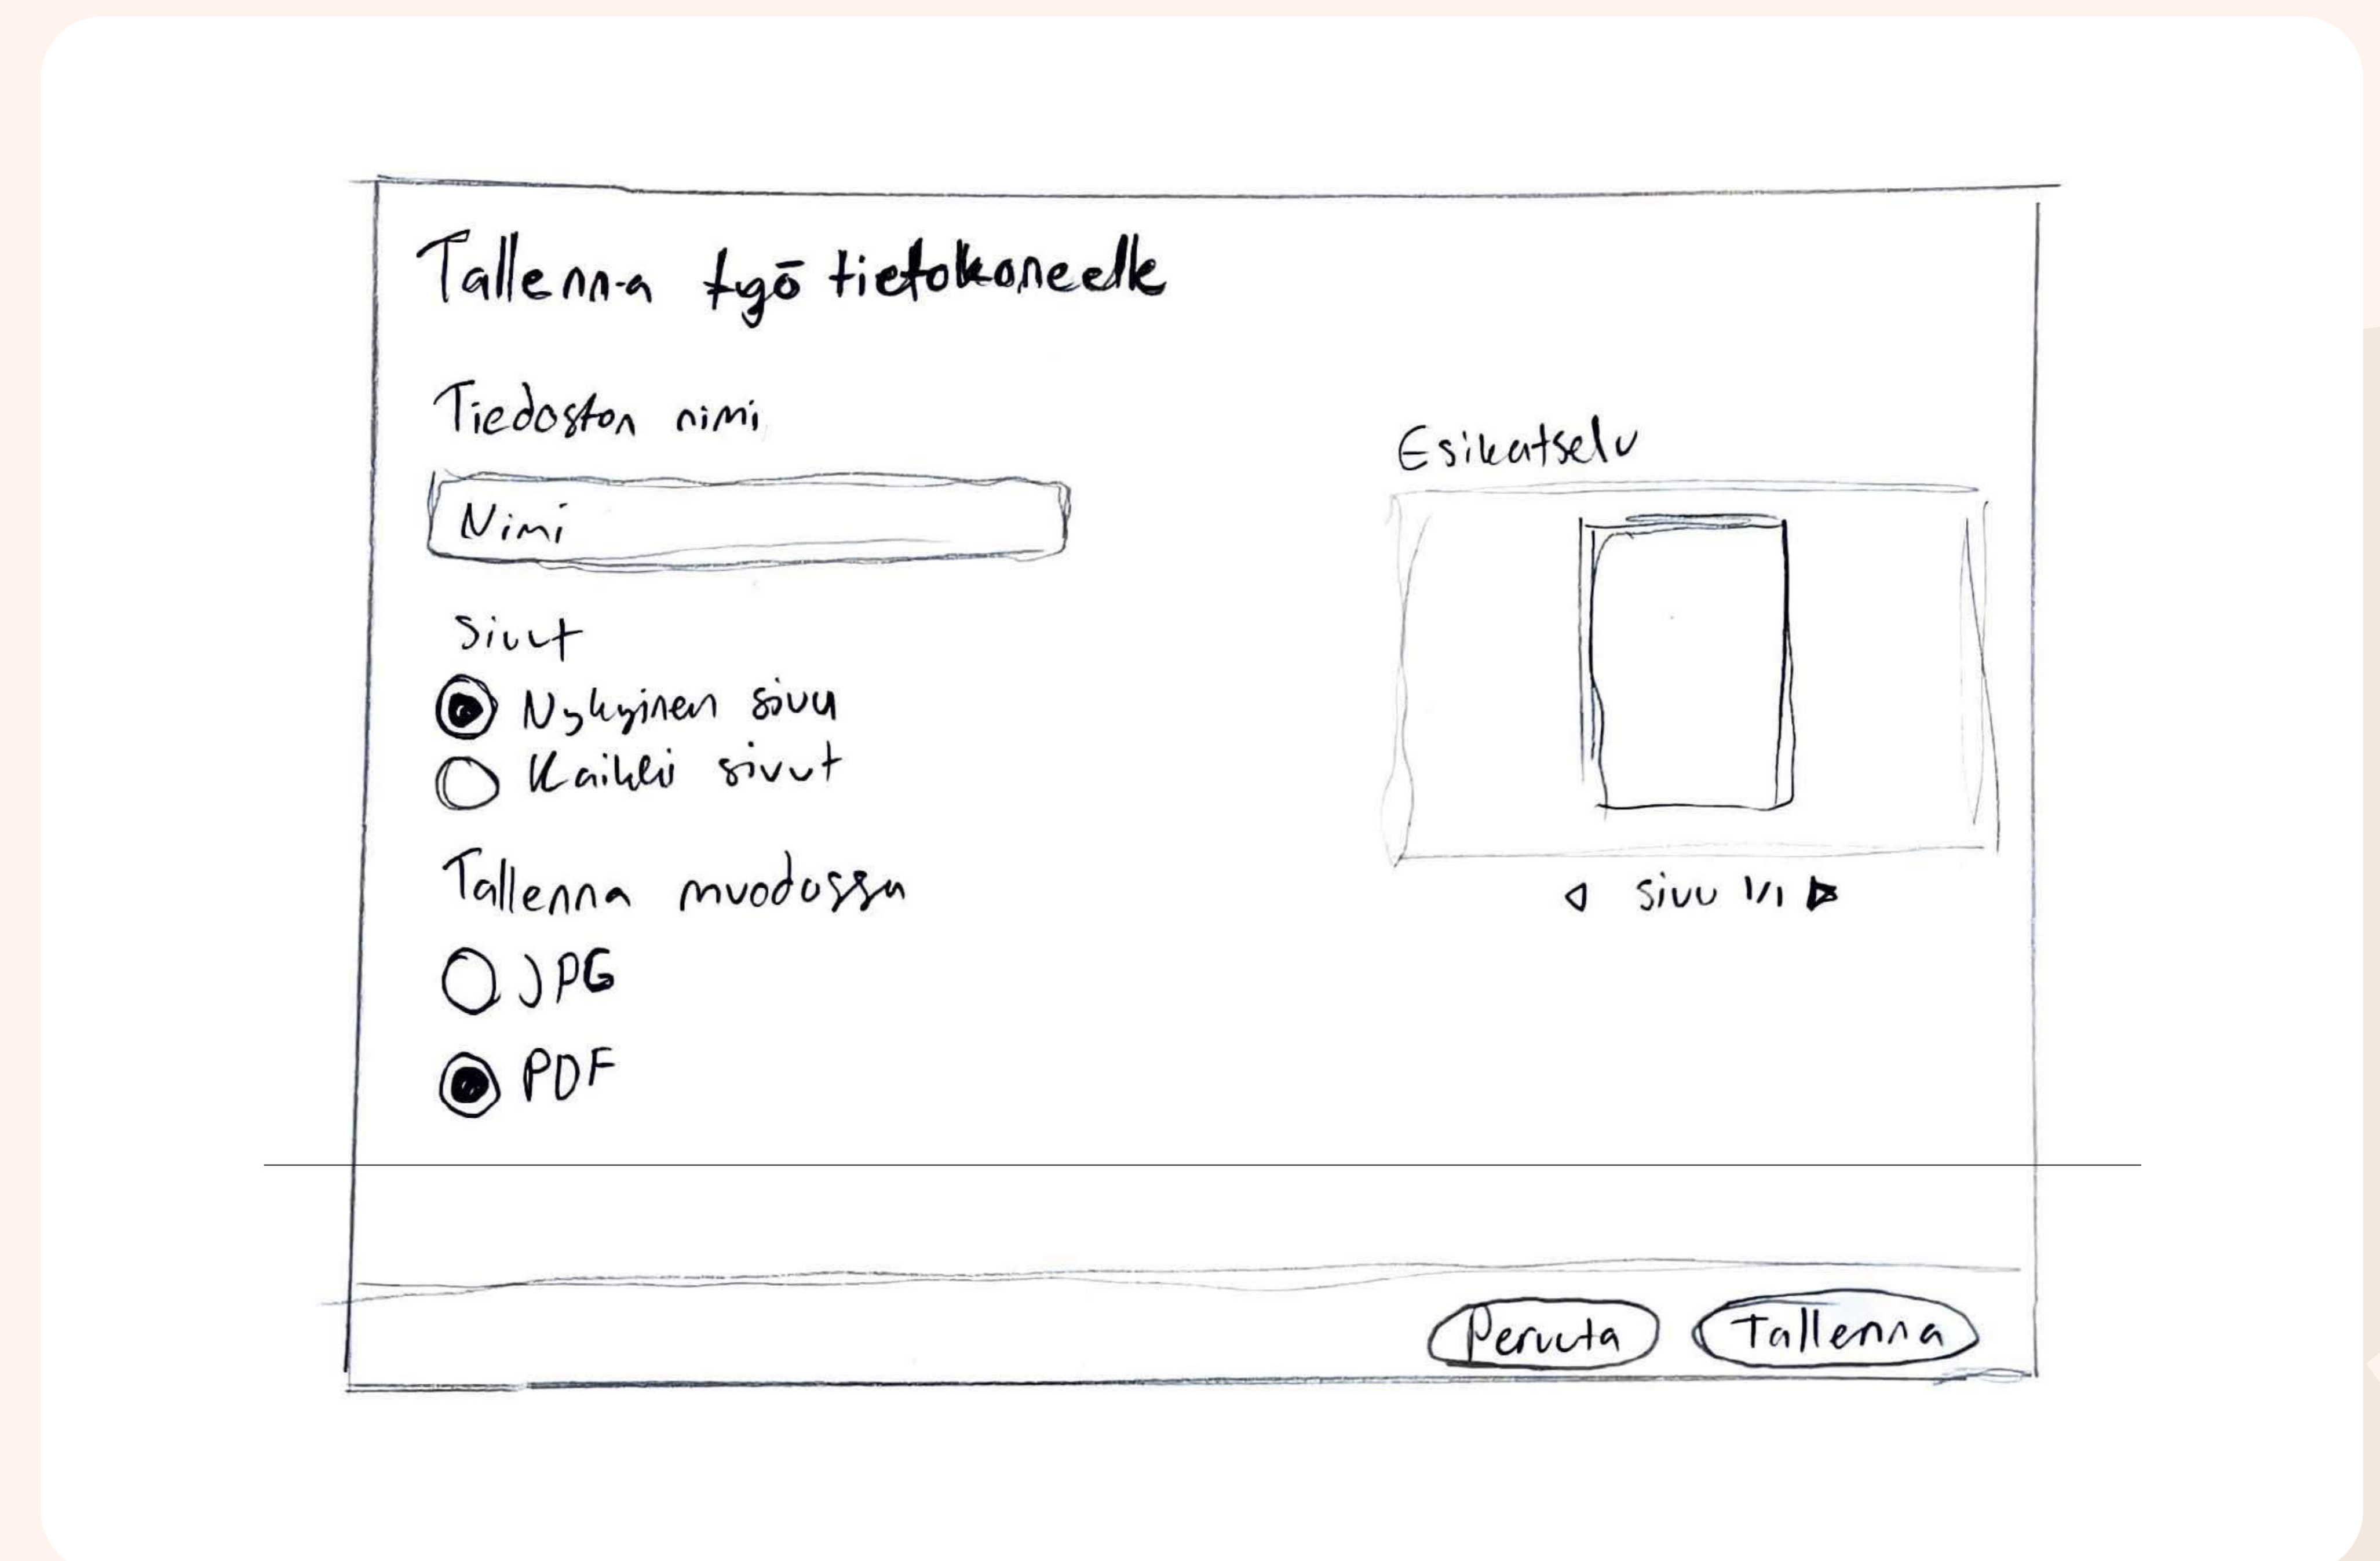 Tallenna työ tietokoneelle
Tiedoston nimi
Nimi
Sivut
Nykyinen sivu
Kaikki sivut
Tallenna muodossa
JPG
PDF
Esikatselu
Sivu 1/1
Peruuta
Tallenna